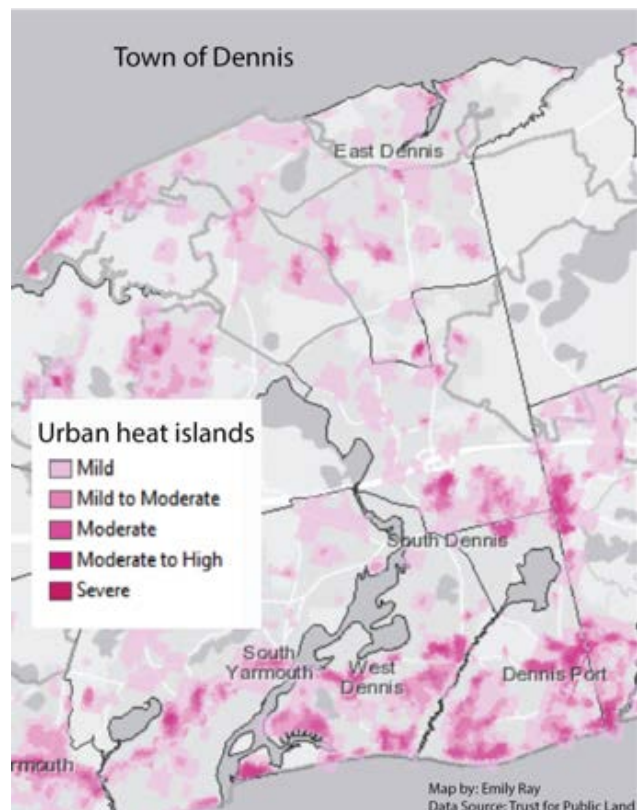 Town of Dennis
East Dennis
Urban heat islands
Mild
Mild to Moderate
Moderate
Moderate to High
Severe
South Dennis
South
Yarmouth
West
Dennis
Dennis Port
rmouth
Map by: Emily Ray
Data Source: Trust for Public Land